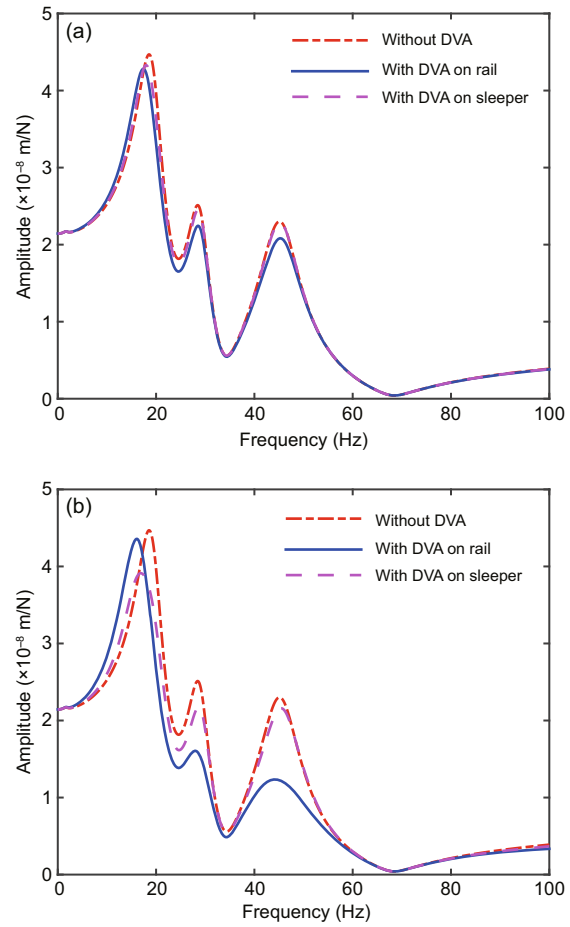 (a)
Without DVA
With DVA on rail
With DVA on sleeper
Amplitude (×10⁻⁸ m/N)
5
4
3
2
1
0
0 20 40 60 80 100
Frequency (Hz)
(b)
Without DVA
With DVA on rail
With DVA on sleeper
Amplitude (×10⁻⁸ m/N)
5
4
3
2
1
0
0 20 40 60 80 100
Frequency (Hz)